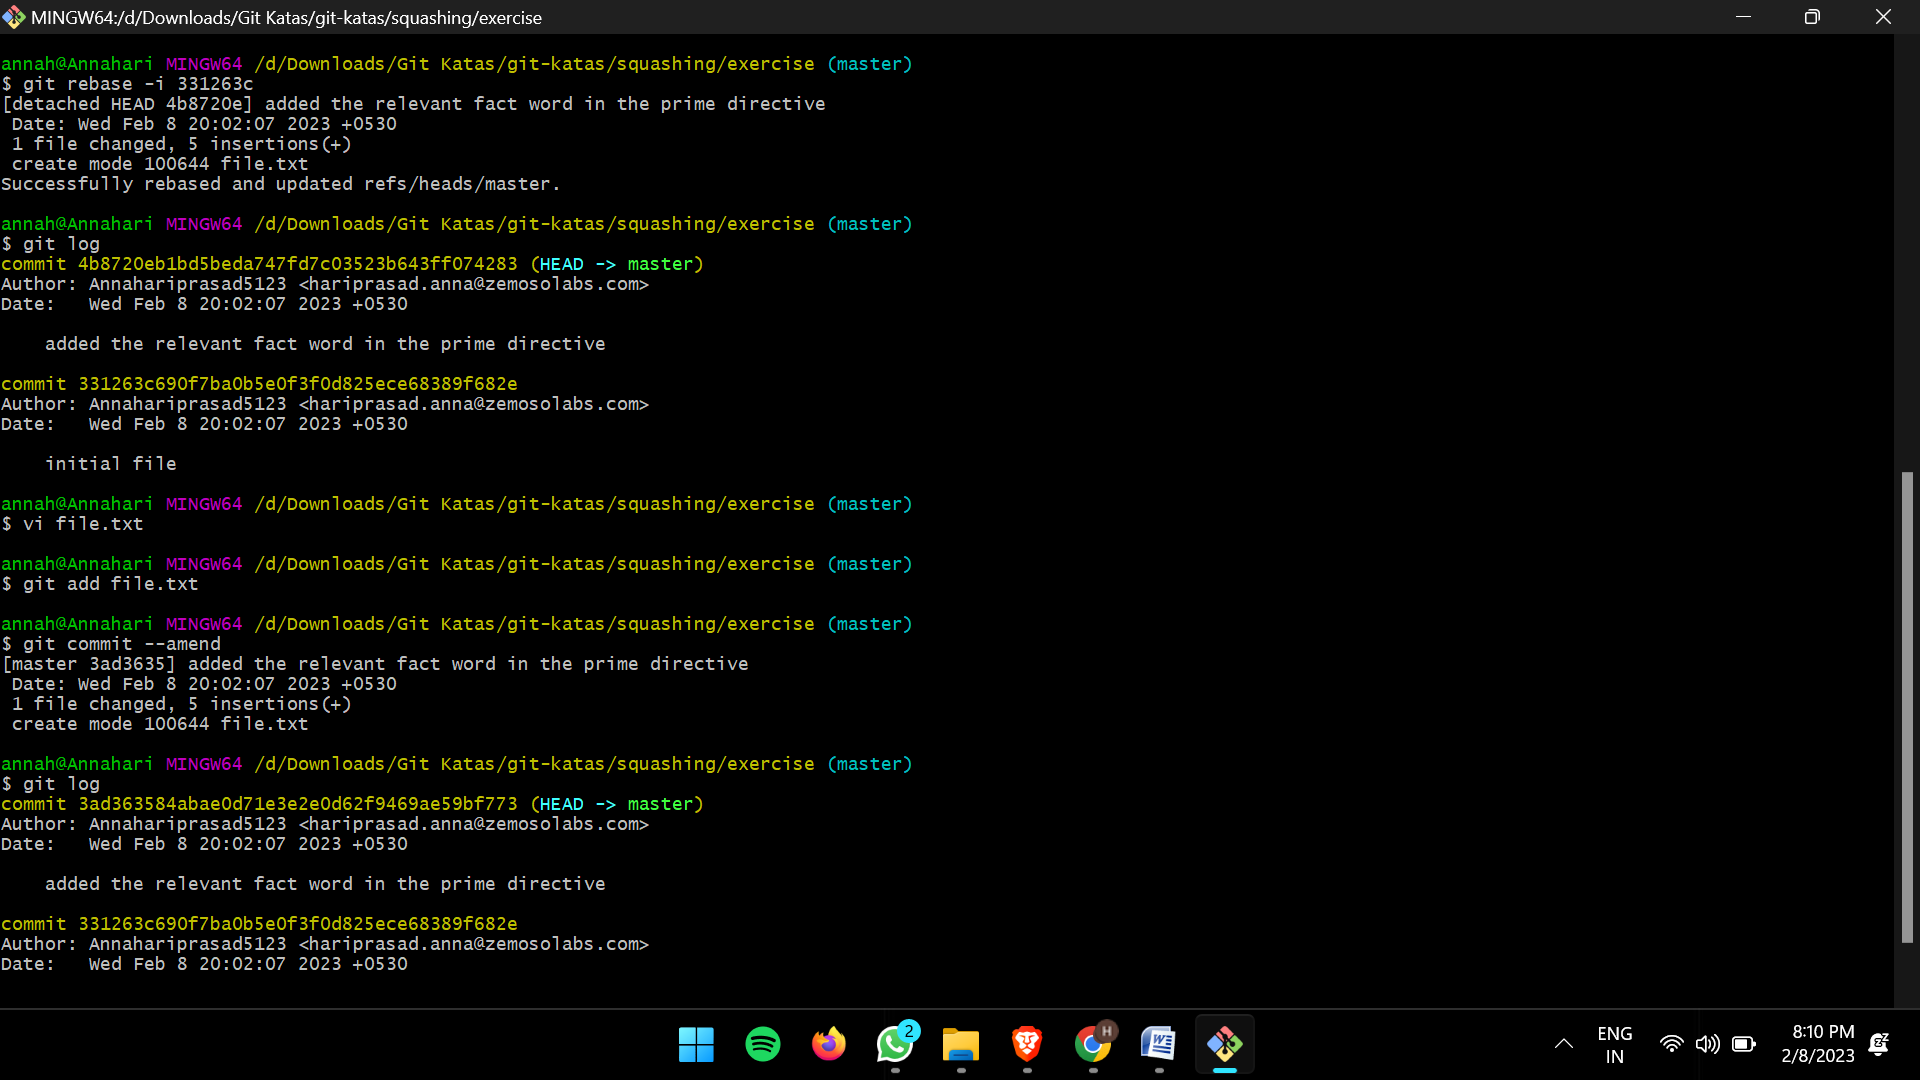 MINGW64:/d/Downloads/Git Katas/git-katas/squashing/exercise
annah@Annahari MINGW64 /d/Downloads/Git Katas/git-katas/squashing/exercise (master)
$ git rebase -i 331263c
[detached HEAD 4b8720e] added the relevant fact word in the prime directive
 Date: Wed Feb 8 20:02:07 2023 +0530
 1 file changed, 5 insertions(+)
 create mode 100644 file.txt
Successfully rebased and updated refs/heads/master.
annah@Annahari MINGW64 /d/Downloads/Git Katas/git-katas/squashing/exercise (master)
$ git log
commit 4b8720eb1bd5beda747fd7c03523b643ff074283 (HEAD -> master)
Author: Annahariprasad5123 <hariprasad.anna@zemosolabs.com>
Date:   Wed Feb 8 20:02:07 2023 +0530
    added the relevant fact word in the prime directive
commit 331263c690f7ba0b5e0f3f0d825ece68389f682e
Author: Annahariprasad5123 <hariprasad.anna@zemosolabs.com>
Date:   Wed Feb 8 20:02:07 2023 +0530
    initial file
annah@Annahari MINGW64 /d/Downloads/Git Katas/git-katas/squashing/exercise (master)
$ vi file.txt
annah@Annahari MINGW64 /d/Downloads/Git Katas/git-katas/squashing/exercise (master)
$ git add file.txt
annah@Annahari MINGW64 /d/Downloads/Git Katas/git-katas/squashing/exercise (master)
$ git commit --amend
[master 3ad3635] added the relevant fact word in the prime directive
 Date: Wed Feb 8 20:02:07 2023 +0530
 1 file changed, 5 insertions(+)
 create mode 100644 file.txt
annah@Annahari MINGW64 /d/Downloads/Git Katas/git-katas/squashing/exercise (master)
$ git log
commit 3ad363584abae0d71e3e2e0d62f9469ae59bf773 (HEAD -> master)
Author: Annahariprasad5123 <hariprasad.anna@zemosolabs.com>
Date:   Wed Feb 8 20:02:07 2023 +0530
    added the relevant fact word in the prime directive
commit 331263c690f7ba0b5e0f3f0d825ece68389f682e
Author: Annahariprasad5123 <hariprasad.anna@zemosolabs.com>
Date:   Wed Feb 8 20:02:07 2023 +0530
2
H
W
ENG
IN
8:10 PM
2/8/2023